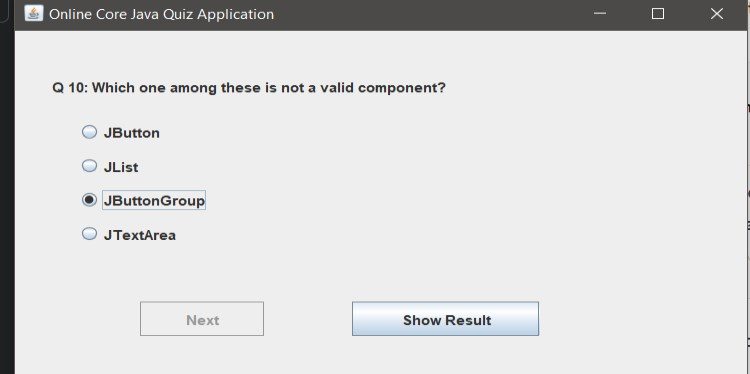 Online Core Java Quiz Application
Q 10: Which one among these is not a valid component?
JButton
JList
JButtonGroup
JTextArea
Next
Show Result